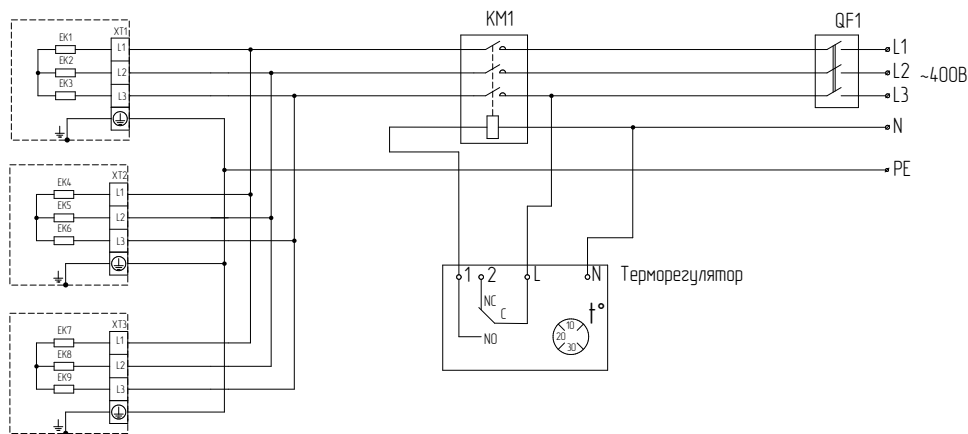 KM1
QF1
XT1
EK1
L1
EK2
L2
EK3
L3
L1
L2
~400В
L3
N
PE
XT2
EK4
L1
EK5
L2
EK6
L3
1
2
L
N
Терморегулятор
NC
C
NO
t°
10
20
30
XT3
EK7
L1
EK8
L2
EK9
L3